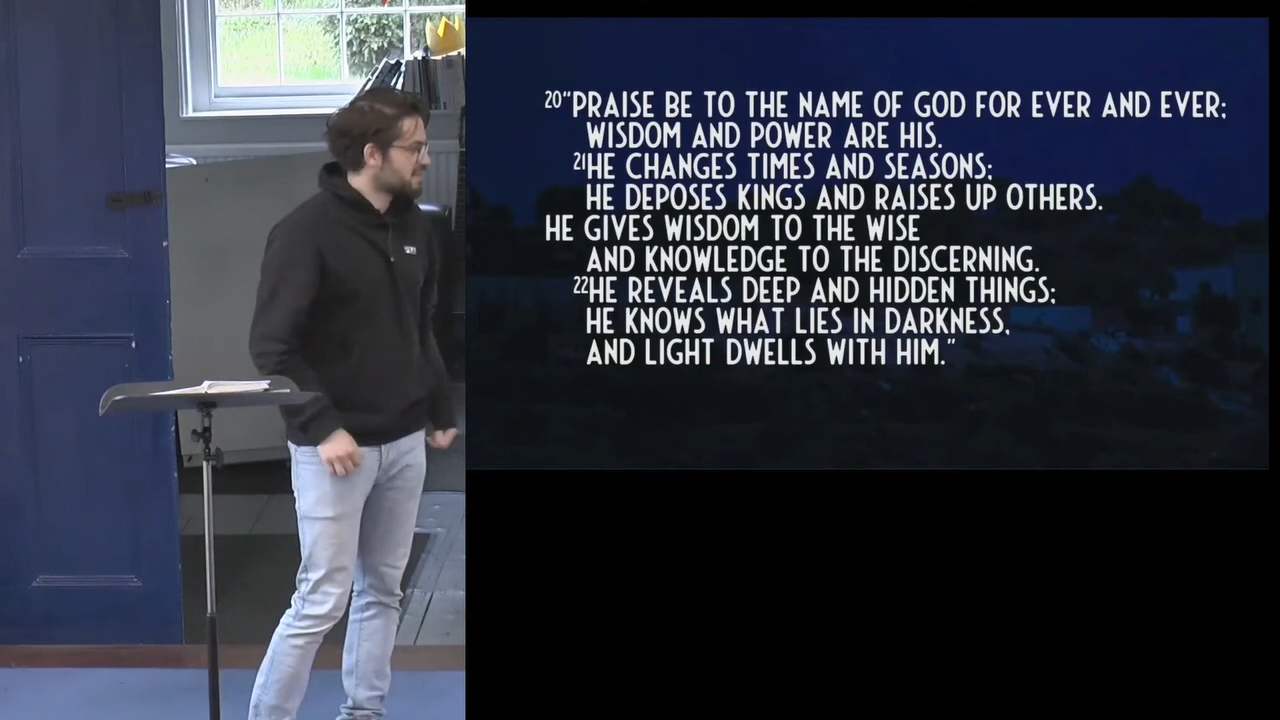 20"PRAISE BE TO THE NAME OF GOD FOR EVER AND EVER;
WISDOM AND POWER ARE HIS.
21HE CHANGES TIMES AND SEASONS;
HE DEPOSES KINGS AND RAISES UP OTHERS.
HE GIVES WISDOM TO THE WISE
AND KNOWLEDGE TO THE DISCERNING.
22HE REVEALS DEEP AND HIDDEN THINGS;
HE KNOWS WHAT LIES IN DARKNESS,
AND LIGHT DWELLS WITH HIM."